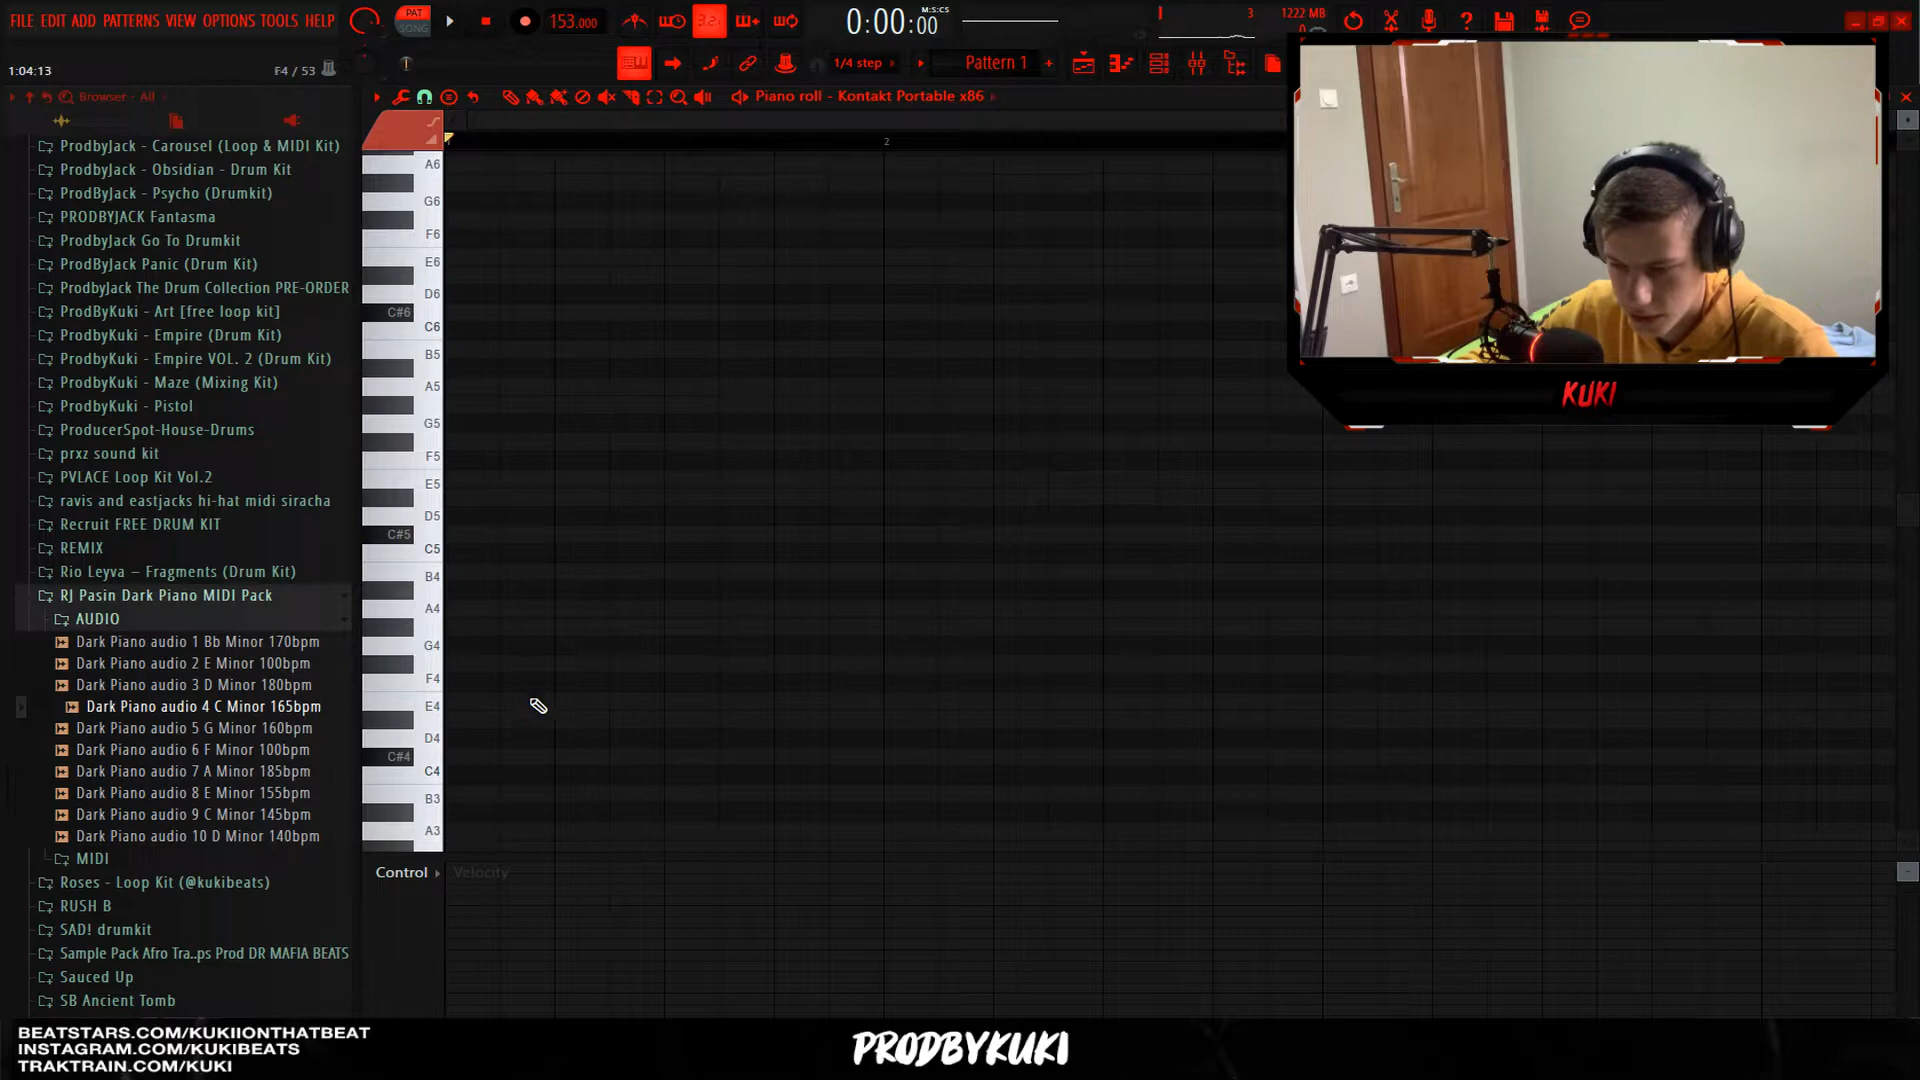 FILE EDIT ADD PATTERNS VIEW OPTIONS TOOLS HELP
PAT
SONG
153.000
3.2.
0:00:00
M:S:CS
3
1222 MB
0
1:04:13
F4 / 53
1/4 step
Pattern 1 +
Browser - All
Piano roll - Kontakt Portable x86
ProdbyJack - Carousel (Loop & MIDI Kit)
ProdbyJack - Obsidian - Drum Kit
ProdByJack - Psycho (Drumkit)
PRODBYJACK Fantasma
ProdbyJack Go To Drumkit
ProdByJack Panic (Drum Kit)
ProdbyJack The Drum Collection PRE-ORDER
ProdByKuki - Art [free loop kit]
ProdbyKuki - Empire (Drum Kit)
ProdbyKuki - Empire VOL. 2 (Drum Kit)
ProdbyKuki - Maze (Mixing Kit)
ProdbyKuki - Pistol
ProducerSpot-House-Drums
prxz sound kit
PVLACE Loop Kit Vol.2
ravis and eastjacks hi-hat midi siracha
Recruit FREE DRUM KIT
REMIX
Rio Leyva – Fragments (Drum Kit)
RJ Pasin Dark Piano MIDI Pack
AUDIO
Dark Piano audio 1 Bb Minor 170bpm
Dark Piano audio 2 E Minor 100bpm
Dark Piano audio 3 D Minor 180bpm
Dark Piano audio 4 C Minor 165bpm
Dark Piano audio 5 G Minor 160bpm
Dark Piano audio 6 F Minor 100bpm
Dark Piano audio 7 A Minor 185bpm
Dark Piano audio 8 E Minor 155bpm
Dark Piano audio 9 C Minor 145bpm
Dark Piano audio 10 D Minor 140bpm
MIDI
Roses - Loop Kit (@kukibeats)
RUSH B
SAD! drumkit
Sample Pack Afro Tra..ps Prod DR MAFIA BEATS
Sauced Up
SB Ancient Tomb
2
A6
G6
F6
E6
D6
C#6
C6
B5
A5
G5
F5
E5
D5
C#5
C5
B4
A4
G4
F4
E4
D4
C#4
C4
B3
A3
Control
Velocity
KUKI
BEATSTARS.COM/KUKIIONTHATBEAT
INSTAGRAM.COM/KUKIBEATS
TRAKTRAIN.COM/KUKI
PRODBYKUKI